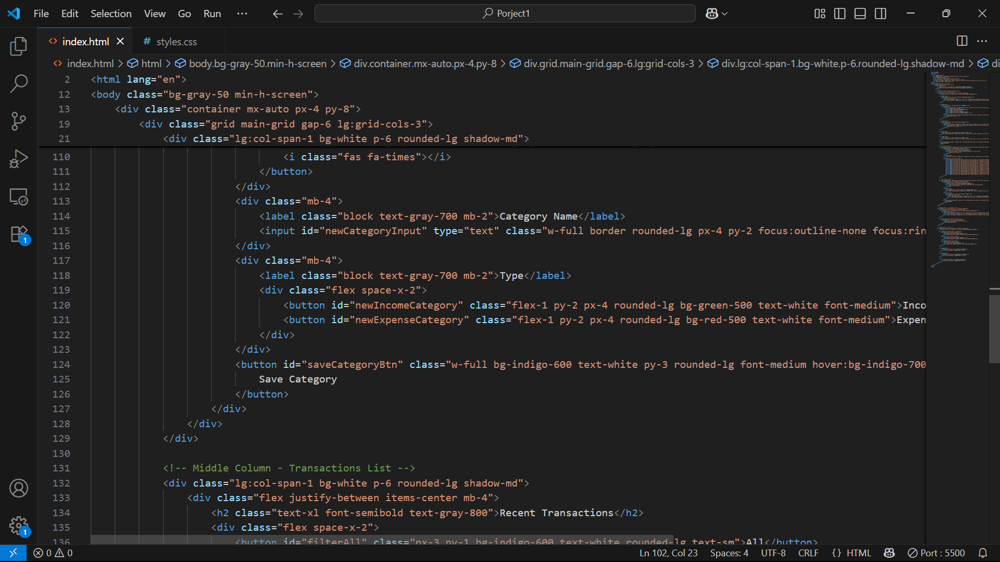 File Edit Selection View Go Run ··· Porject1
index.html styles.css
index.html > html > body.bg-gray-50.min-h-screen > div.container.mx-auto.px-4.py-8 > div.grid.main-grid.gap-6.lg:grid-cols-3 > div.lg:col-span-1.bg-white.p-6.rounded-lg.shadow-md > di
2 <html lang="en">
12 <body class="bg-gray-50 min-h-screen">
13 <div class="container mx-auto px-4 py-8">
19 <div class="grid main-grid gap-6 lg:grid-cols-3">
21 <div class="lg:col-span-1 bg-white p-6 rounded-lg shadow-md">
110 <i class="fas fa-times"></i>
111 </button>
112 </div>
113 <div class="mb-4">
114 <label class="block text-gray-700 mb-2">Category Name</label>
115 <input id="newCategoryInput" type="text" class="w-full border rounded-lg px-4 py-2 focus:outline-none focus:rin
116 </div>
117 <div class="mb-4">
118 <label class="block text-gray-700 mb-2">Type</label>
119 <div class="flex space-x-2">
120 <button id="newIncomeCategory" class="flex-1 py-2 px-4 rounded-lg bg-green-500 text-white font-medium">Inco
121 <button id="newExpenseCategory" class="flex-1 py-2 px-4 rounded-lg bg-red-500 text-white font-medium">Expen
122 </div>
123 </div>
124 <button id="saveCategoryBtn" class="w-full bg-indigo-600 text-white py-3 rounded-lg font-medium hover:bg-indigo-700
125 Save Category
126 </button>
127 </div>
128 </div>
129 </div>
130
131 <!-- Middle Column - Transactions List -->
132 <div class="lg:col-span-1 bg-white p-6 rounded-lg shadow-md">
133 <div class="flex justify-between items-center mb-4">
134 <h2 class="text-xl font-semibold text-gray-800">Recent Transactions</h2>
135 <div class="flex space-x-2">
136 <button id="filterAll" class="px-3 py-1 bg-indigo-600 text-white rounded-lg text-sm">All</button>
1
1
0 0 Ln 102, Col 23 Spaces: 4 UTF-8 CRLF {} HTML Port : 5500